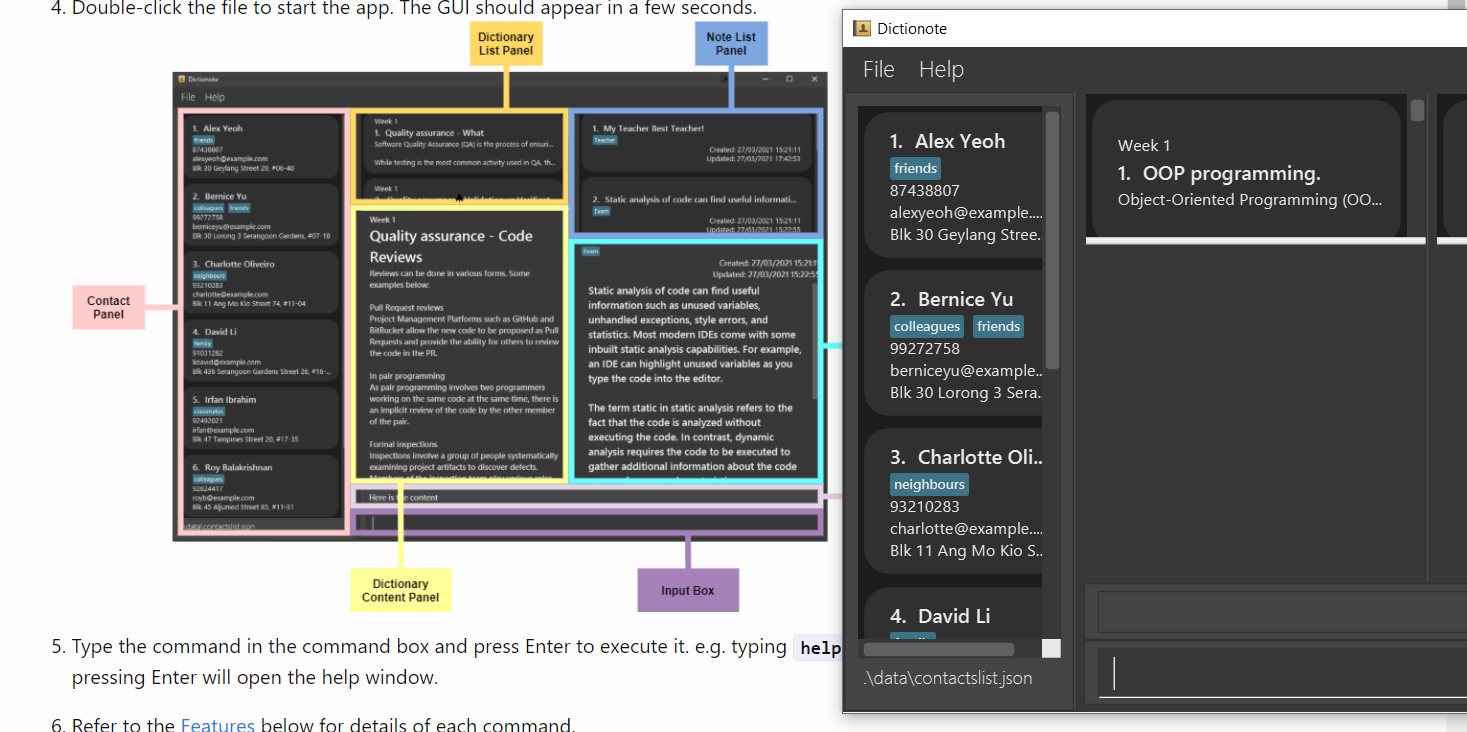 4. Double-click the file to start the app. The GUI should appear in a few seconds.
Dictionary
List Panel
Note List
Panel
Dictionote
File Help
1. Alex Yeoh
friends
87438807
alexyeoh@example.com
Blk 30 Geylang Street 29, #06-40
2. Bernice Yu
colleagues friends
99272758
berniceyu@example.com
Blk 30 Lorong 3 Serangoon Gardens, #07-18
3. Charlotte Oliveiro
neighbours
93210283
charlotte@example.com
Blk 11 Ang Mo Kio Street 74, #11-04
4. David Li
family
91031282
lidavid@example.com
Blk 436 Serangoon Gardens Street 26, #16-...
5. Irfan Ibrahim
classmates
92492021
irfan@example.com
Blk 47 Tampines Street 20, #17-35
6. Roy Balakrishnan
colleagues
92624417
royb@example.com
Blk 45 Aljunied Street 85, #11-31
\data\contactslist.json
Contact
Panel
Week 1
1. Quality assurance - What
Software Quality Assurance (QA) is the process of ensuri...
While testing is the most common activity used in QA, th...
Week 1
Week 1
Quality assurance - Code
Reviews
Reviews can be done in various forms. Some
examples below:
Pull Request reviews
Project Management Platforms such as GitHub and
BitBucket allow the new code to be proposed as Pull
Requests and provide the ability for others to review
the code in the PR.
In pair programming
As pair programming involves two programmers
working on the same code at the same time, there is
an implicit review of the code by the other member
of the pair.
Formal inspections
Inspections involve a group of people systematically
examining project artifacts to discover defects.
1. My Teacher Best Teacher!
Teacher
Created: 27/03/2021 15:21:11
Updated: 27/03/2021 17:42:53
2. Static analysis of code can find useful informati...
Exam
Created: 27/03/2021 15:21:11
Updated: 27/03/2021 15:22:55
Exam
Created: 27/03/2021 15:21:1
Updated: 27/03/2021 15:22:5
Static analysis of code can find useful
information such as unused variables,
unhandled exceptions, style errors, and
statistics. Most modern IDEs come with some
inbuilt static analysis capabilities. For example,
an IDE can highlight unused variables as you
type the code into the editor.
The term static in static analysis refers to the
fact that the code is analyzed without
executing the code. In contrast, dynamic
analysis requires the code to be executed to
gather additional information about the code
Here is the content
Dictionary
Content Panel
Input Box
5. Type the command in the command box and press Enter to execute it. e.g. typing help
pressing Enter will open the help window.
6. Refer to the Features below for details of each command.
Dictionote
File Help
1. Alex Yeoh
friends
87438807
alexyeoh@example....
Blk 30 Geylang Stree.
2. Bernice Yu
colleagues friends
99272758
berniceyu@example..
Blk 30 Lorong 3 Sera.
3. Charlotte Oli..
neighbours
93210283
charlotte@example....
Blk 11 Ang Mo Kio S..
4. David Li
.\data\contactslist.json
Week 1
1. OOP programming.
Object-Oriented Programming (OO...